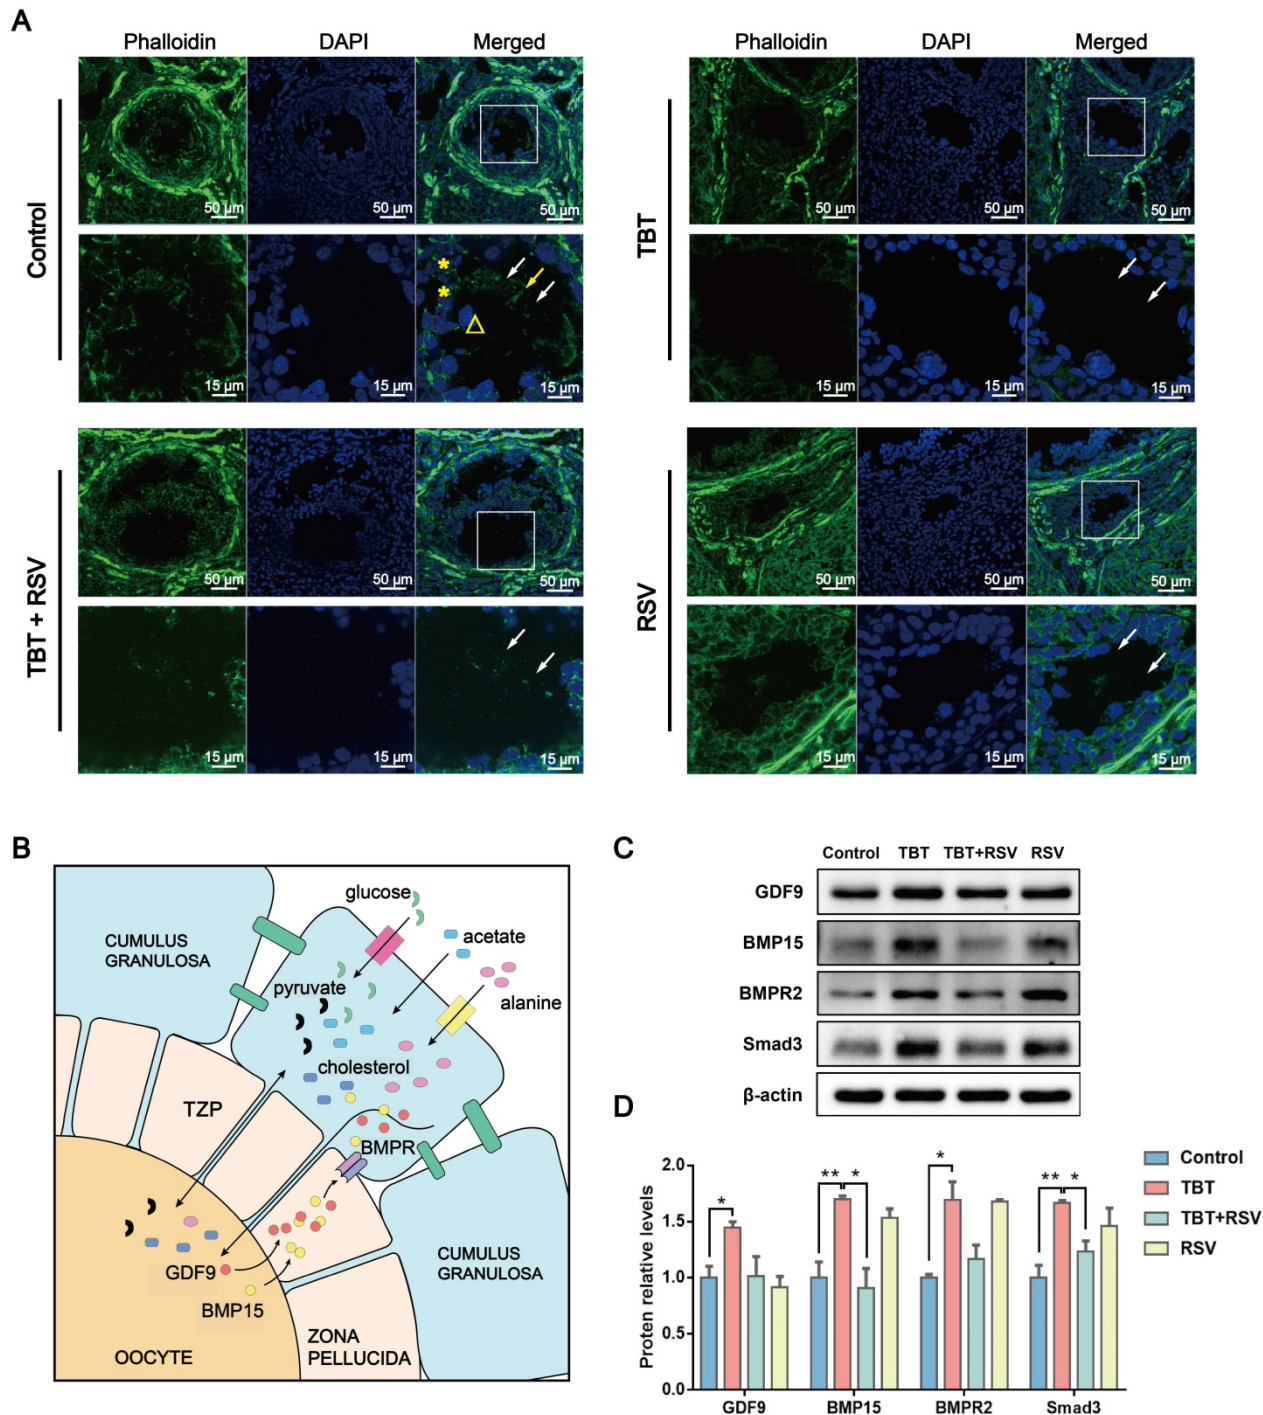 A
Phalloidin DAPI Merged
Control
50 µm 50 µm 50 µm
* 
*
15 µm 15 µm 15 µm
Phalloidin DAPI Merged
TBT
50 µm 50 µm 50 µm
15 µm 15 µm 15 µm
TBT + RSV
50 µm 50 µm 50 µm
15 µm 15 µm 15 µm
RSV
50 µm 50 µm 50 µm
15 µm 15 µm 15 µm
B
glucose
acetate
alanine
CUMULUS
GRANULOSA
pyruvate
cholesterol
TZP
BMPR
GDF9
BMP15
OOCYTE
ZONA
PELLUCIDA
CUMULUS
GRANULOSA
C
Control TBT TBT+RSV RSV
GDF9
BMP15
BMPR2
Smad3
β-actin
D
Proten relative levels
2.0
1.5
1.0
0.5
0.0
*
** *
*
** *
GDF9 BMP15 BMPR2 Smad3
Control
TBT
TBT+RSV
RSV